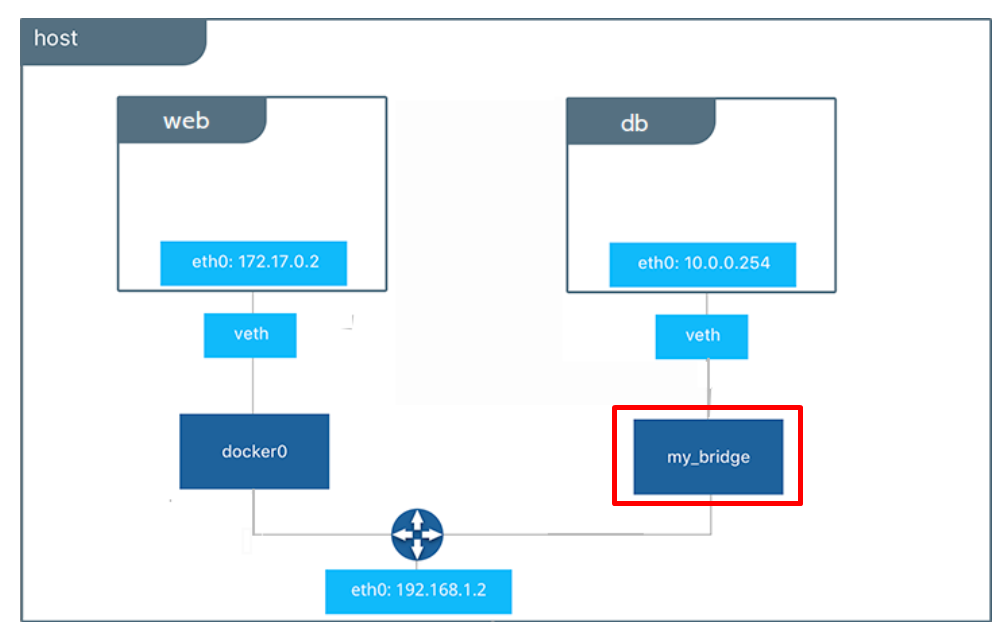 host
web
db
eth0: 172.17.0.2
eth0: 10.0.0.254
veth
veth
docker0
my_bridge
eth0: 192.168.1.2